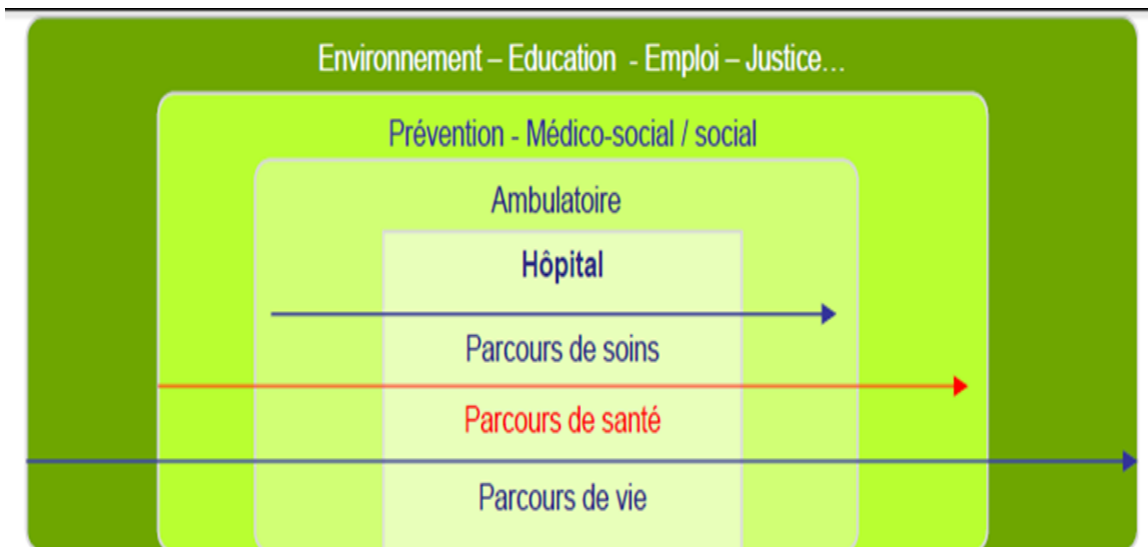 Environnement – Education - Emploi – Justice...
Prévention - Médico-social / social
Ambulatoire
Hôpital
Parcours de soins
Parcours de santé
Parcours de vie